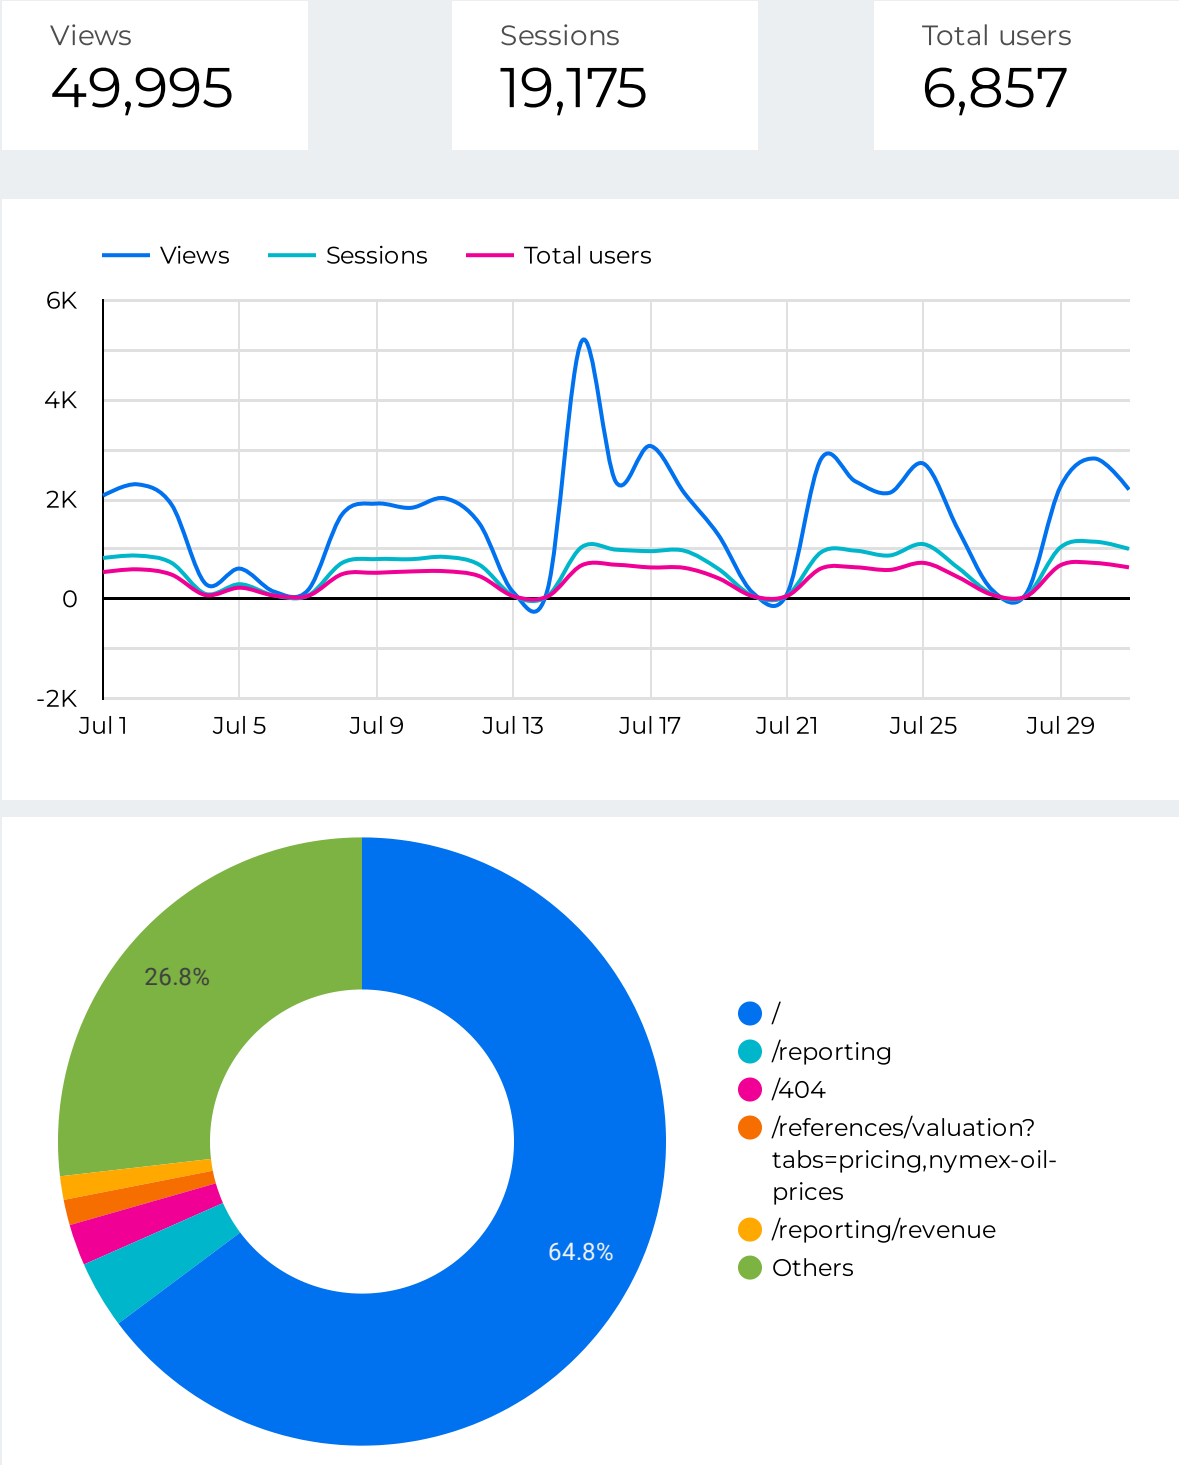 Views
49,995
Sessions
19,175
Total users
6,857
Views
Sessions
Total users
6K
4K
2K
0
-2K
Jul 1
Jul 5
Jul 9
Jul 13
Jul 17
Jul 21
Jul 25
Jul 29
26.8%
64.8%
/
/reporting
/404
/references/valuation?
tabs=pricing,nymex-oil-
prices
/reporting/revenue
Others